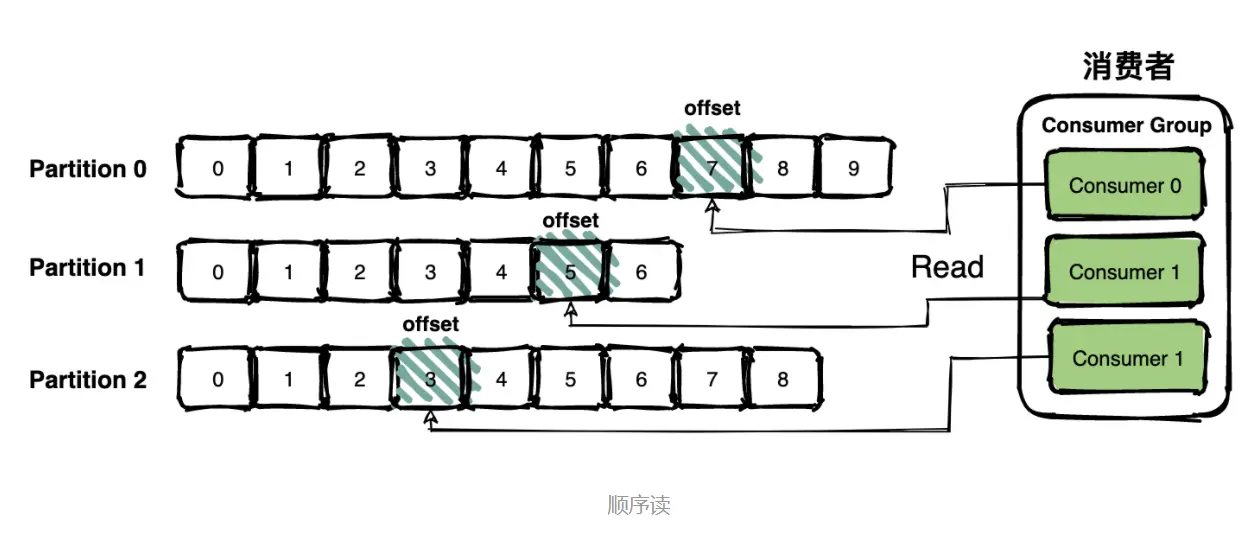 消费者
offset
Consumer Group
Partition 0
0 1 2 3 4 5 6 7 8 9
Consumer 0
offset
Partition 1
0 1 2 3 4 5 6
Read
Consumer 1
offset
Partition 2
0 1 2 3 4 5 6 7 8
Consumer 1
顺序读